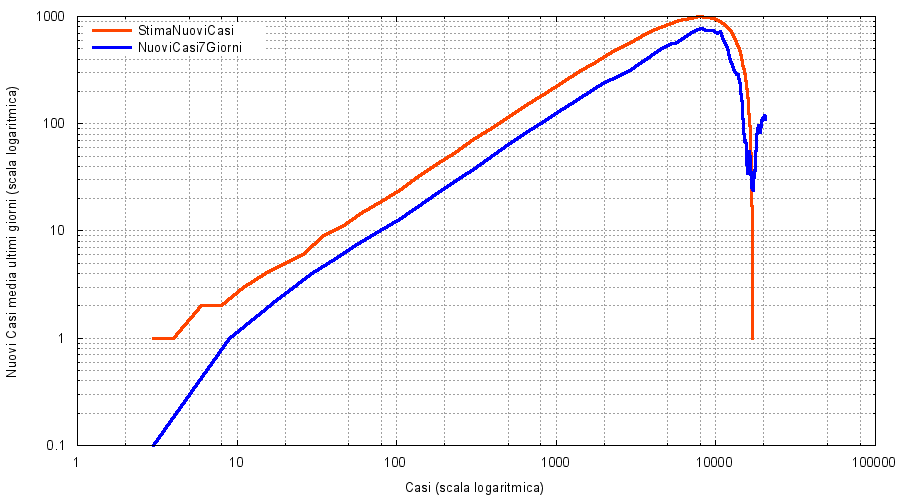 1000
StimaNuoviCasi
NuoviCasi7Giorni
100
10
1
0.1
Nuovi Casi media ultimi giorni (scala logaritmica)
1 10 100 1000 10000 100000
Casi (scala logaritmica)